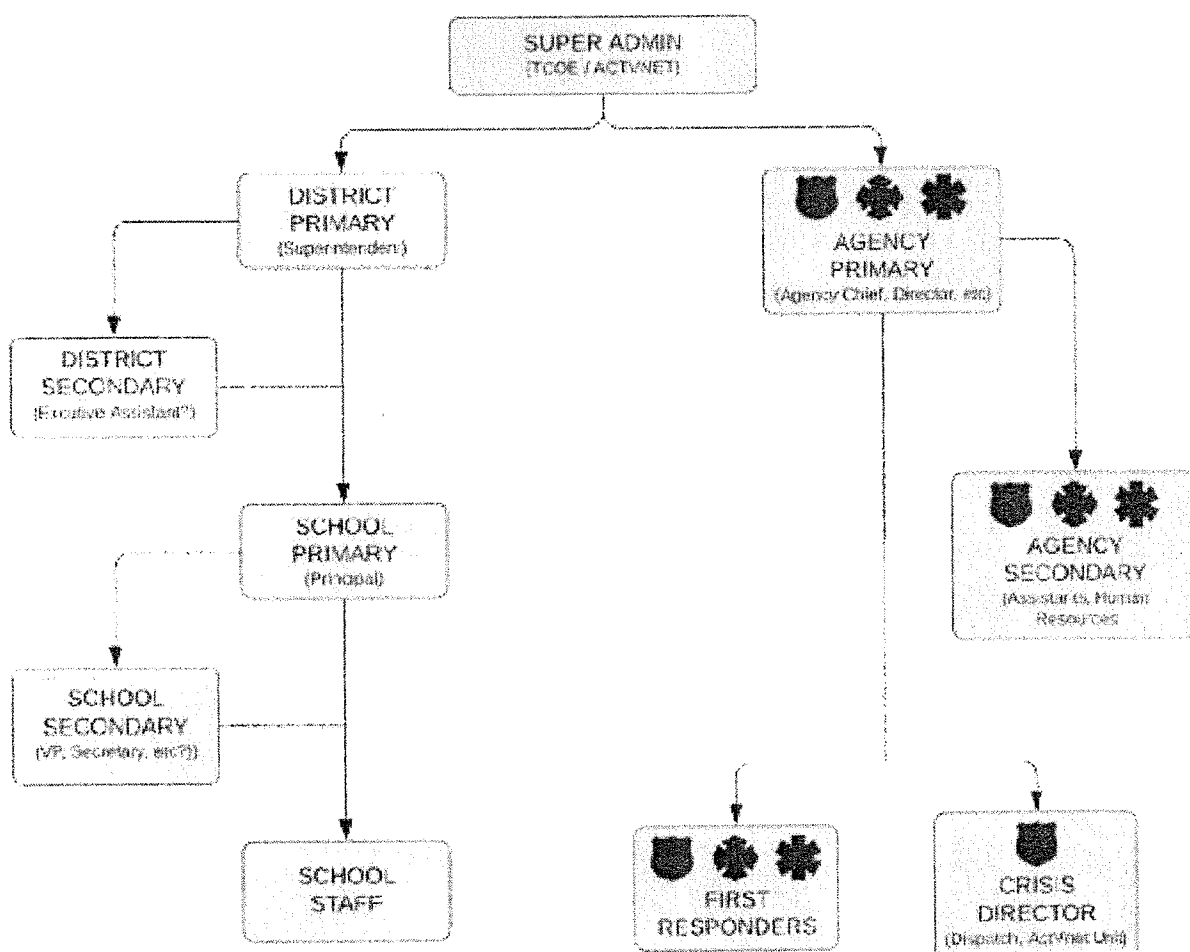 SUPER ADMIN
(TCOE / ACTVNET)
DISTRICT
PRIMARY
(Superintendent)
AGENCY
PRIMARY
(Agency Chief, Director, etc)
DISTRICT
SECONDARY
(Excutive Assistant?)
SCHOOL
PRIMARY
(Principal)
AGENCY
SECONDARY
(Assistants, Human
Resources
SCHOOL
SECONDARY
(VP, Secretary, etc?))
SCHOOL
STAFF
FIRST
RESPONDERS
CRISIS
DIRECTOR
(Dispatch, ActVnet Unit)